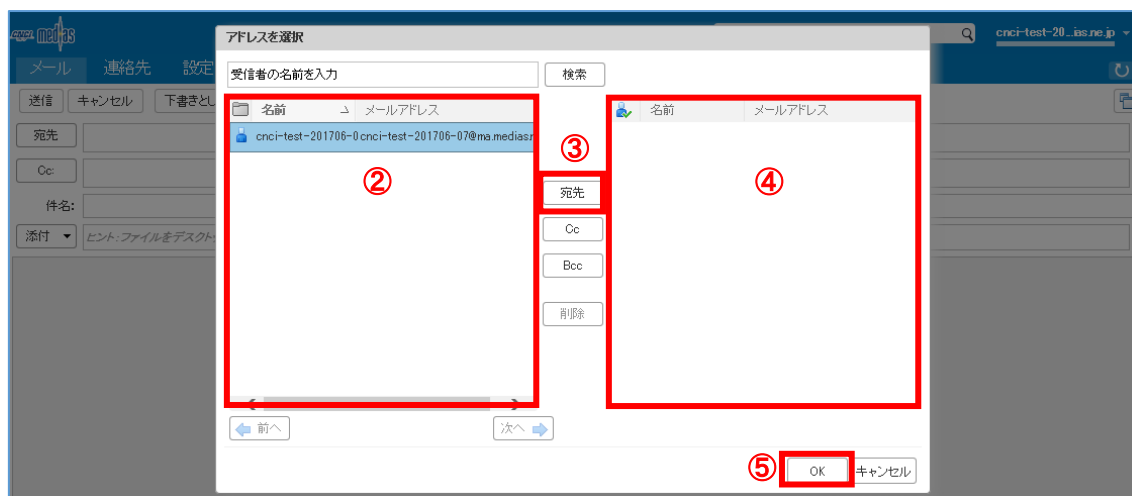 cnci medias
cnci-test-20...ias.ne.jp
メール 連絡先 設定
送信 キャンセル 下書きとし
宛先
Cc:
件名:
添付 ヒント:ファイルをデスクト
アドレスを選択
受信者の名前を入力 検索
名前 メールアドレス
cnci-test-201706-0 cnci-test-201706-07@ma.medias.r
②
③
宛先
Cc
Bcc
削除
名前 メールアドレス
④
前へ 次へ
⑤ OK キャンセル